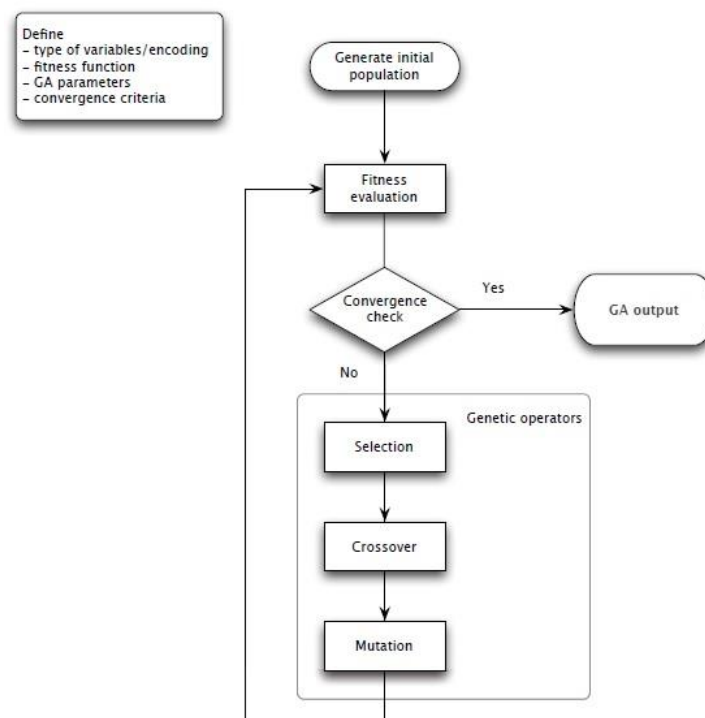 Define
– type of variables/encoding
– fitness function
– GA parameters
– convergence criteria
Generate initial
population
Fitness
evaluation
Convergence
check
Yes
GA output
No
Genetic operators
Selection
Crossover
Mutation